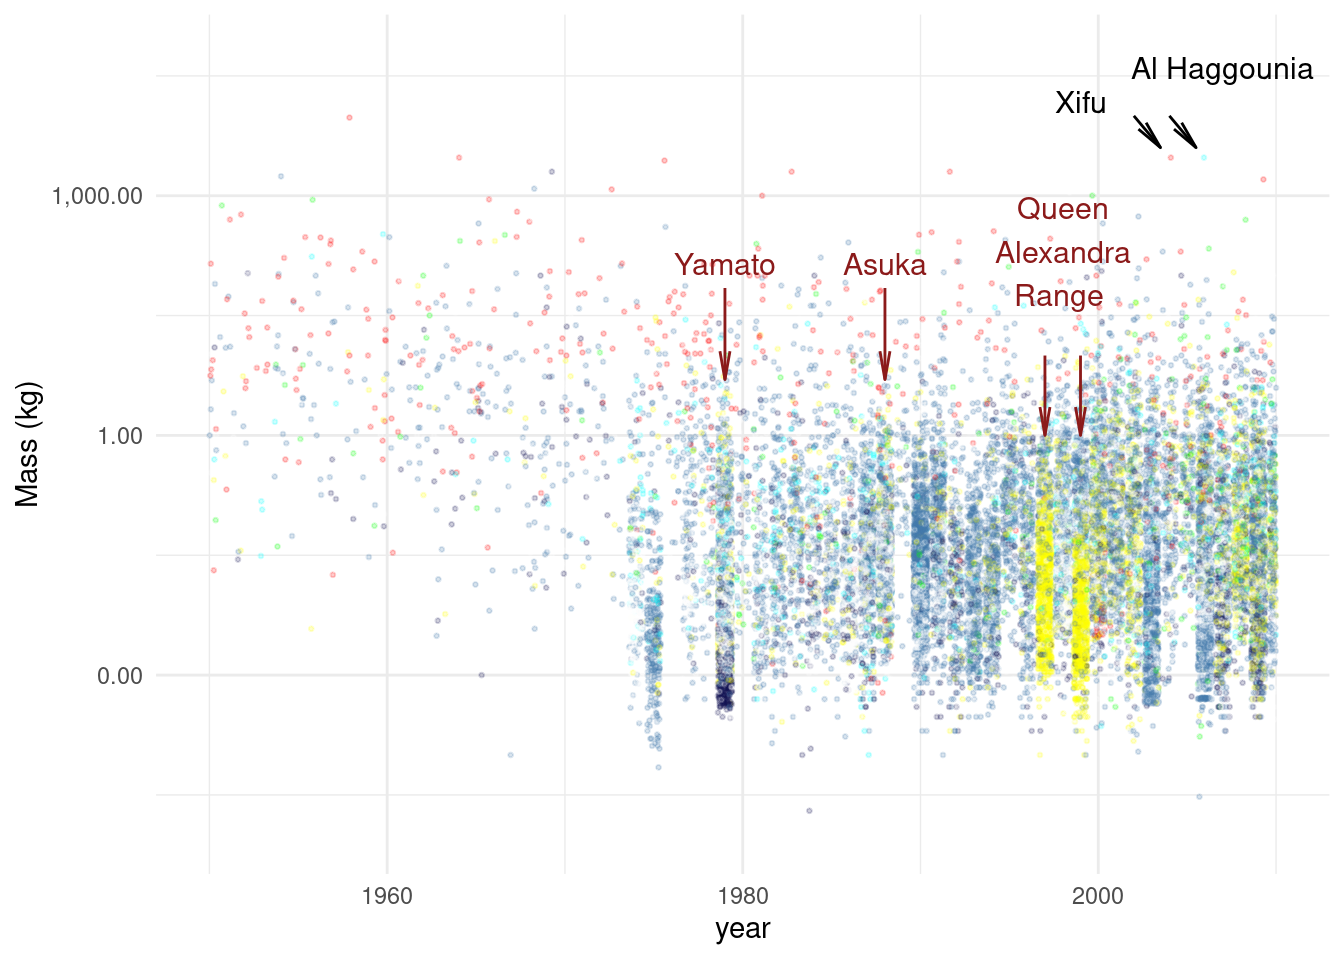 Al Haggounia
Xifu
1,000.00
Queen
Alexandra
Range
Yamato
Asuka
1.00
Mass (kg)
0.00
1960
1980
2000
year